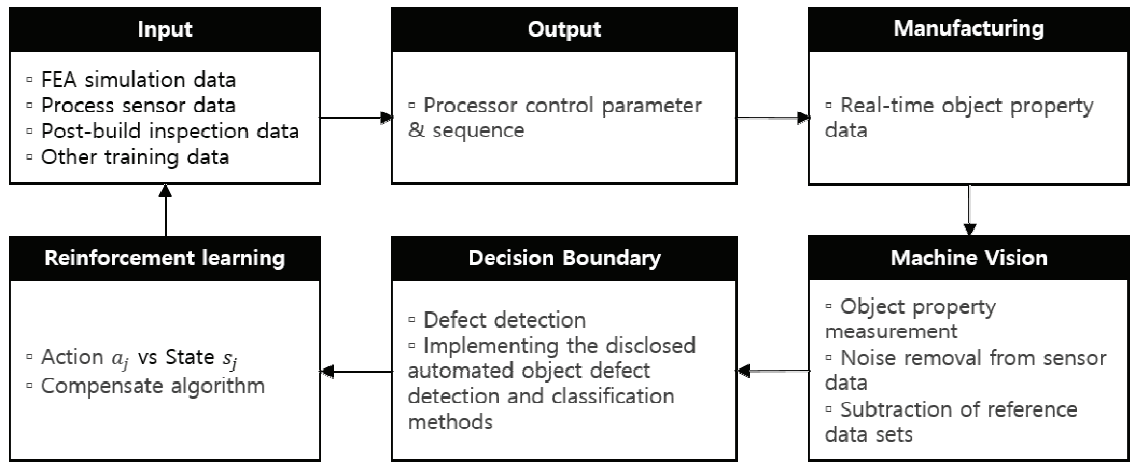 Input
▫ FEA simulation data
▫ Process sensor data
▫ Post-build inspection data
▫ Other training data
Output
▫ Processor control parameter
& sequence
Manufacturing
▫ Real-time object property
data
Machine Vision
▫ Object property
measurement
▫ Noise removal from sensor
data
▫ Subtraction of reference
data sets
Decision Boundary
▫ Defect detection
▫ Implementing the disclosed
automated object defect
detection and classification
methods
Reinforcement learning
▫ Action a_j vs State s_j
▫ Compensate algorithm